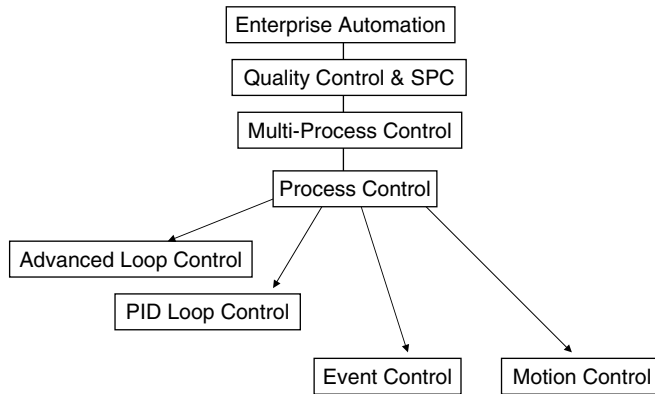 Enterprise Automation
Quality Control & SPC
Multi-Process Control
Process Control
Advanced Loop Control
PID Loop Control
Event Control
Motion Control